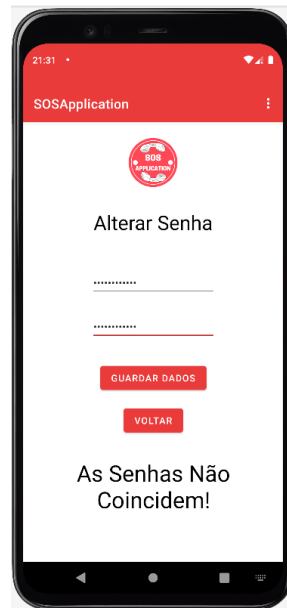 21:31
SOSApplication
SOS
APPLICATION
Alterar Senha
............
............
GUARDAR DADOS
VOLTAR
As Senhas Não
Coincidem!